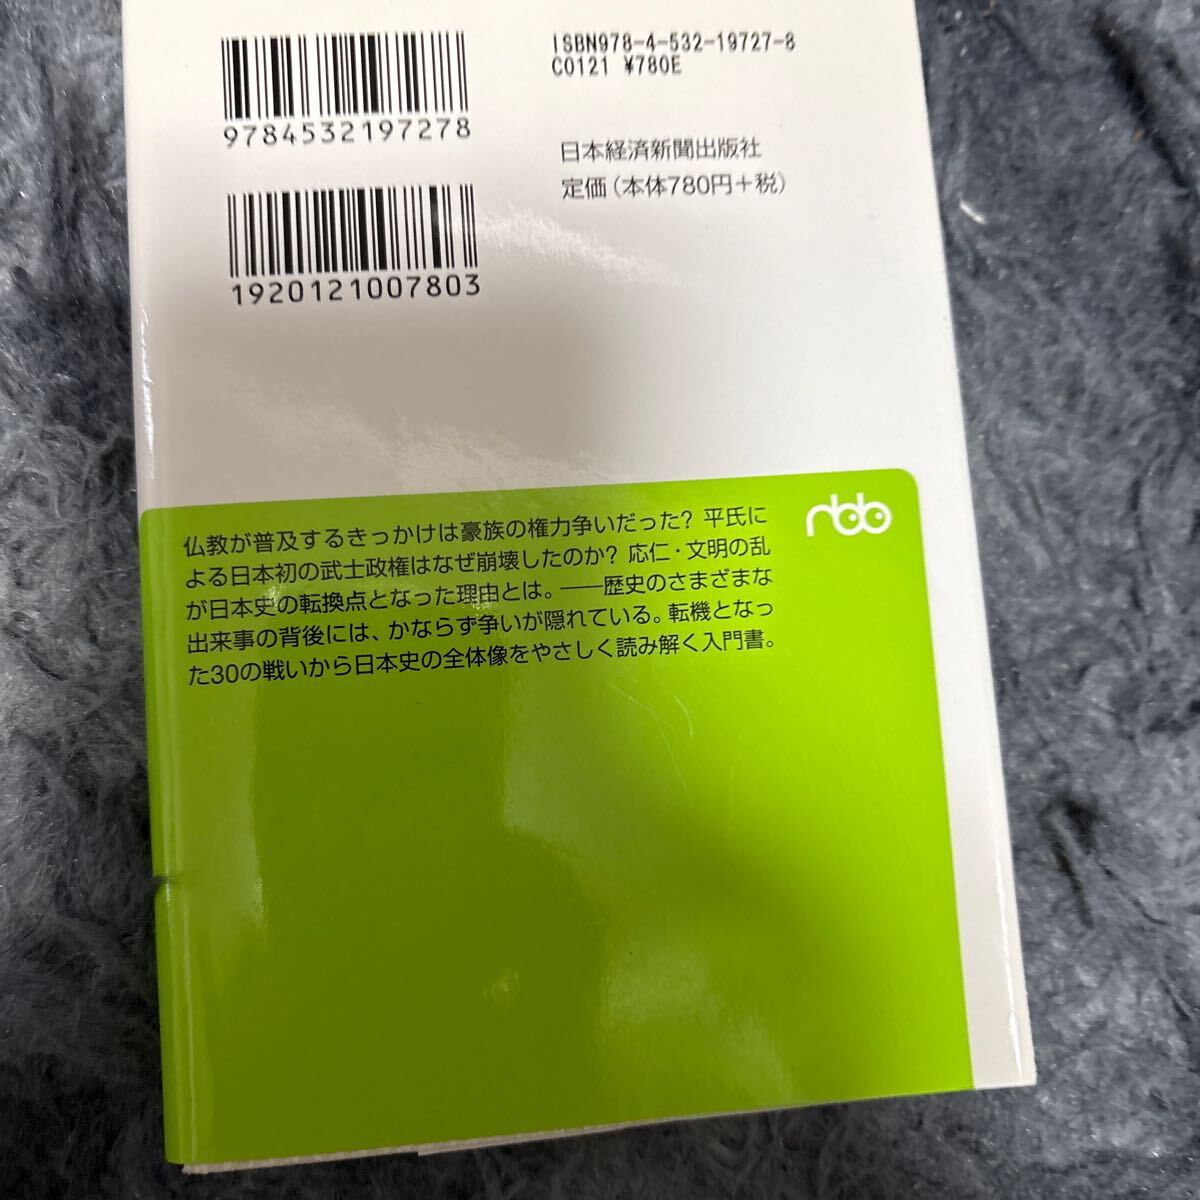 ISBN978-4-532-19727-8
C0121 ¥780E
9784532197278
日本経済新聞出版社
定価(本体780円+税)
1920121007803
nbb
仏教が普及するきっかけは豪族の権力争いだった? 平氏に
よる日本初の武士政権はなぜ崩壊したのか? 応仁・文明の乱
が日本史の転換点となった理由とは。――歴史のさまざまな
出来事の背後には、かならず争いが隠れている。転機となっ
た30の戦いから日本史の全体像をやさしく読み解く入門書。